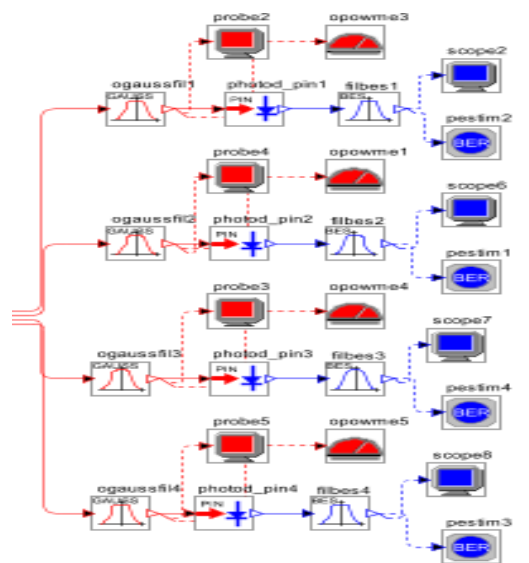 probe2 opowme3
scope2
ogaussfil1 photod_pin1 filbes1
GAUSS PIN BES
pestim2
BER
probe4 opowme1
scope6
ogaussfil2 photod_pin2 filbes2
GAUSS PIN BES
pestim1
BER
probe3 opowme4
scope7
ogaussfil3 photod_pin3 filbes3
GAUSS PIN BES
pestim4
BER
probe5 opowme5
scope8
ogaussfil4 photod_pin4 filbes4
GAUSS PIN BES
pestim3
BER